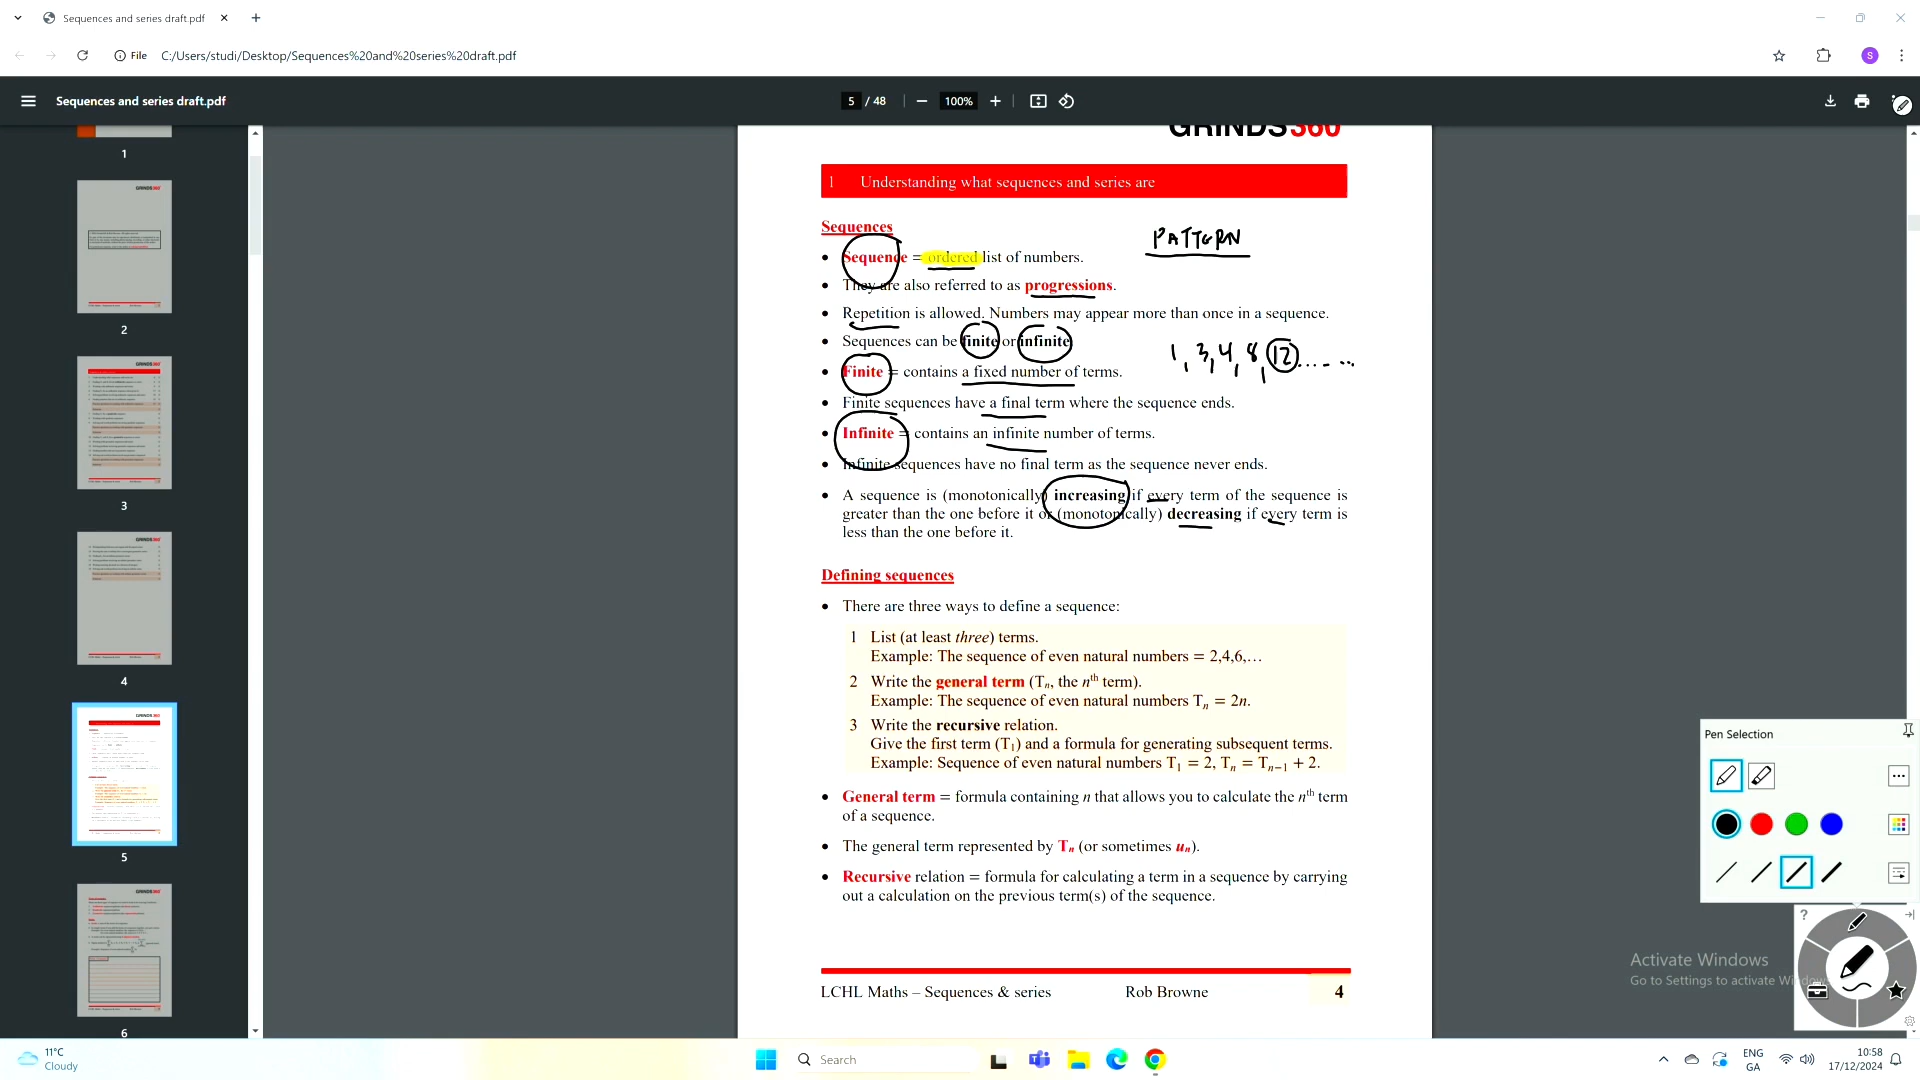 Sequences and series draft.pdf
File C:/Users/studi/Desktop/Sequences%20and%20series%20draft.pdf
S
Sequences and series draft.pdf
5 / 48
100%
1
2
3
4
5
6
GRINDS360
1 Understanding what sequences and series are
Sequences
PATTERN
• Sequence = ordered list of numbers.
• They are also referred to as progressions.
• Repetition is allowed. Numbers may appear more than once in a sequence.
• Sequences can be finite or infinite
1, 3, 4, 8, 12 ......
• Finite = contains a fixed number of terms.
• Finite sequences have a final term where the sequence ends.
• Infinite = contains an infinite number of terms.
• Infinite sequences have no final term as the sequence never ends.
• A sequence is (monotonically) increasing if every term of the sequence is
greater than the one before it or (monotonically) decreasing if every term is
less than the one before it.
Defining sequences
• There are three ways to define a sequence:
1 List (at least three) terms.
Example: The sequence of even natural numbers = 2,4,6,…
2 Write the general term (Tₙ, the nᵗʰ term).
Example: The sequence of even natural numbers Tₙ = 2n.
3 Write the recursive relation.
Give the first term (T₁) and a formula for generating subsequent terms.
Example: Sequence of even natural numbers T₁ = 2, Tₙ = Tₙ₋₁ + 2.
• General term = formula containing n that allows you to calculate the nᵗʰ term
of a sequence.
• The general term represented by Tₙ (or sometimes uₙ).
• Recursive relation = formula for calculating a term in a sequence by carrying
out a calculation on the previous term(s) of the sequence.
LCHL Maths – Sequences & series Rob Browne 4
Pen Selection
?
Activate Windows
Go to Settings to activate Wind
11°C
Cloudy
Search
ENG
GA
10:58
17/12/2024